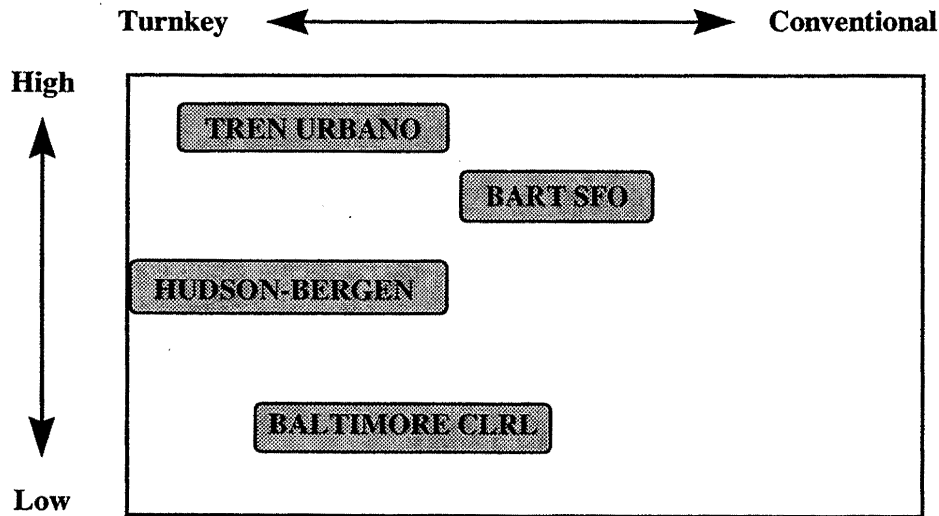 Turnkey Conventional
High
TREN URBANO
BART SFO
HUDSON-BERGEN
BALTIMORE CLRL
Low